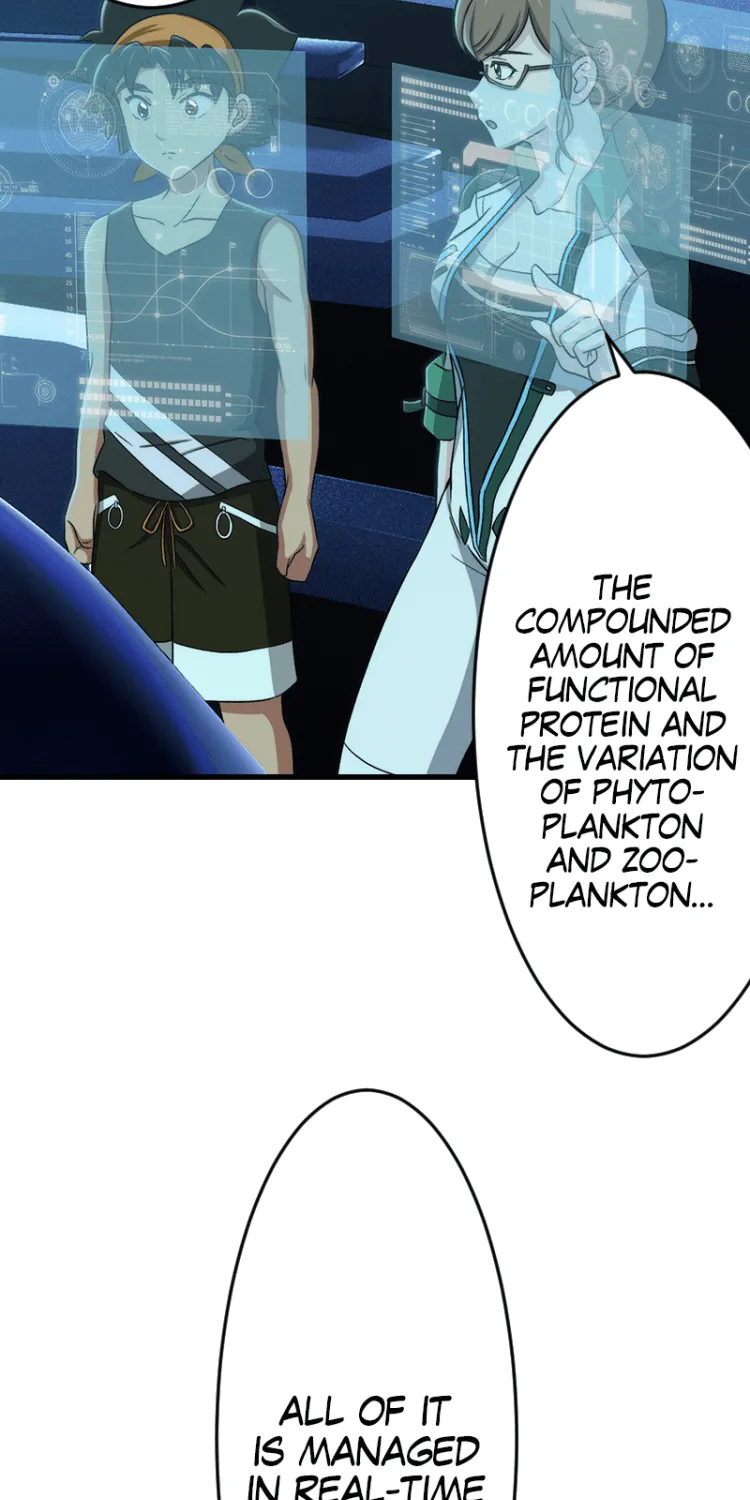 THE
COMPOUNDED
AMOUNT OF
FUNCTIONAL
PROTEIN AND
THE VARIATION
OF PHYTO-
PLANKTON
AND ZOO-
PLANKTON...
ALL OF IT
IS MANAGED
IN REAL-TIME